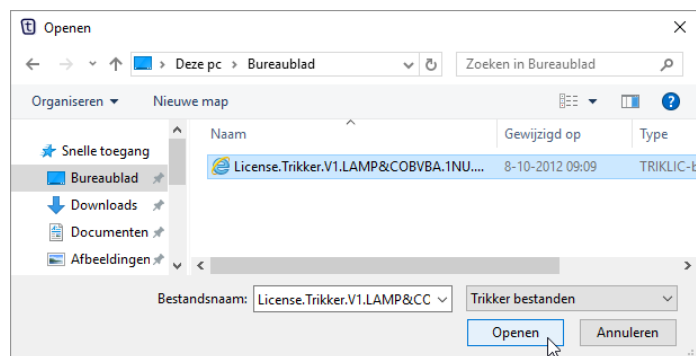 Openen
Deze pc > Bureaublad
Zoeken in Bureaublad
Organiseren
Nieuwe map
Naam
Gewijzigd op
Type
Snelle toegang
Bureaublad
Downloads
Documenten
Afbeeldingen
License.Trikker.V1.LAMP&COBVBA.1NU....
8-10-2012 09:09
TRIKLIC-b
Bestandsnaam:
License.Trikker.V1.LAMP&CC
Trikker bestanden
Openen
Annuleren